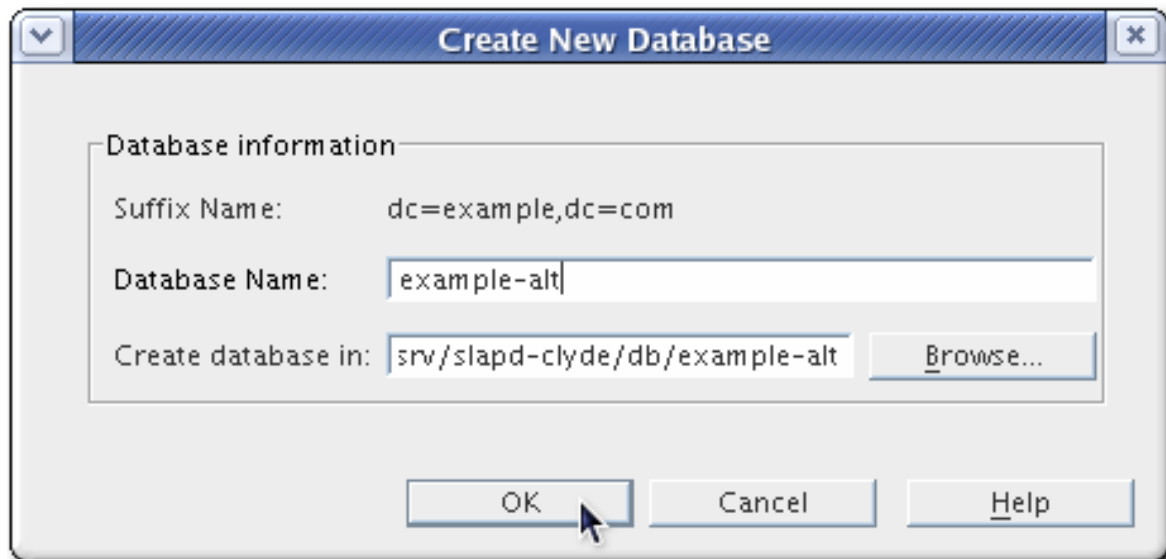 Create New Database
Database information
Suffix Name: dc=example,dc=com
Database Name: example-alt
Create database in: srv/slapd-clyde/db/example-alt Browse...
OK Cancel Help